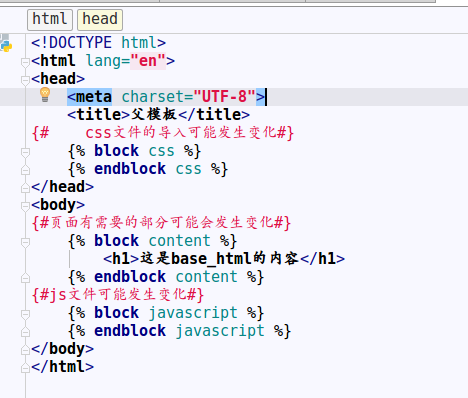 html head
<!DOCTYPE html>
<html lang="en">
<head>
    <meta charset="UTF-8">
    <title>父模板</title>
{#    css文件的导入可能发生变化#}
    {% block css %}
    {% endblock css %}
</head>
<body>
{#页面有需要的部分可能会发生变化#}
    {% block content %}
        <h1>这是base_html的内容</h1>
    {% endblock content %}
{#js文件可能发生变化#}
    {% block javascript %}
    {% endblock javascript %}
</body>
</html>